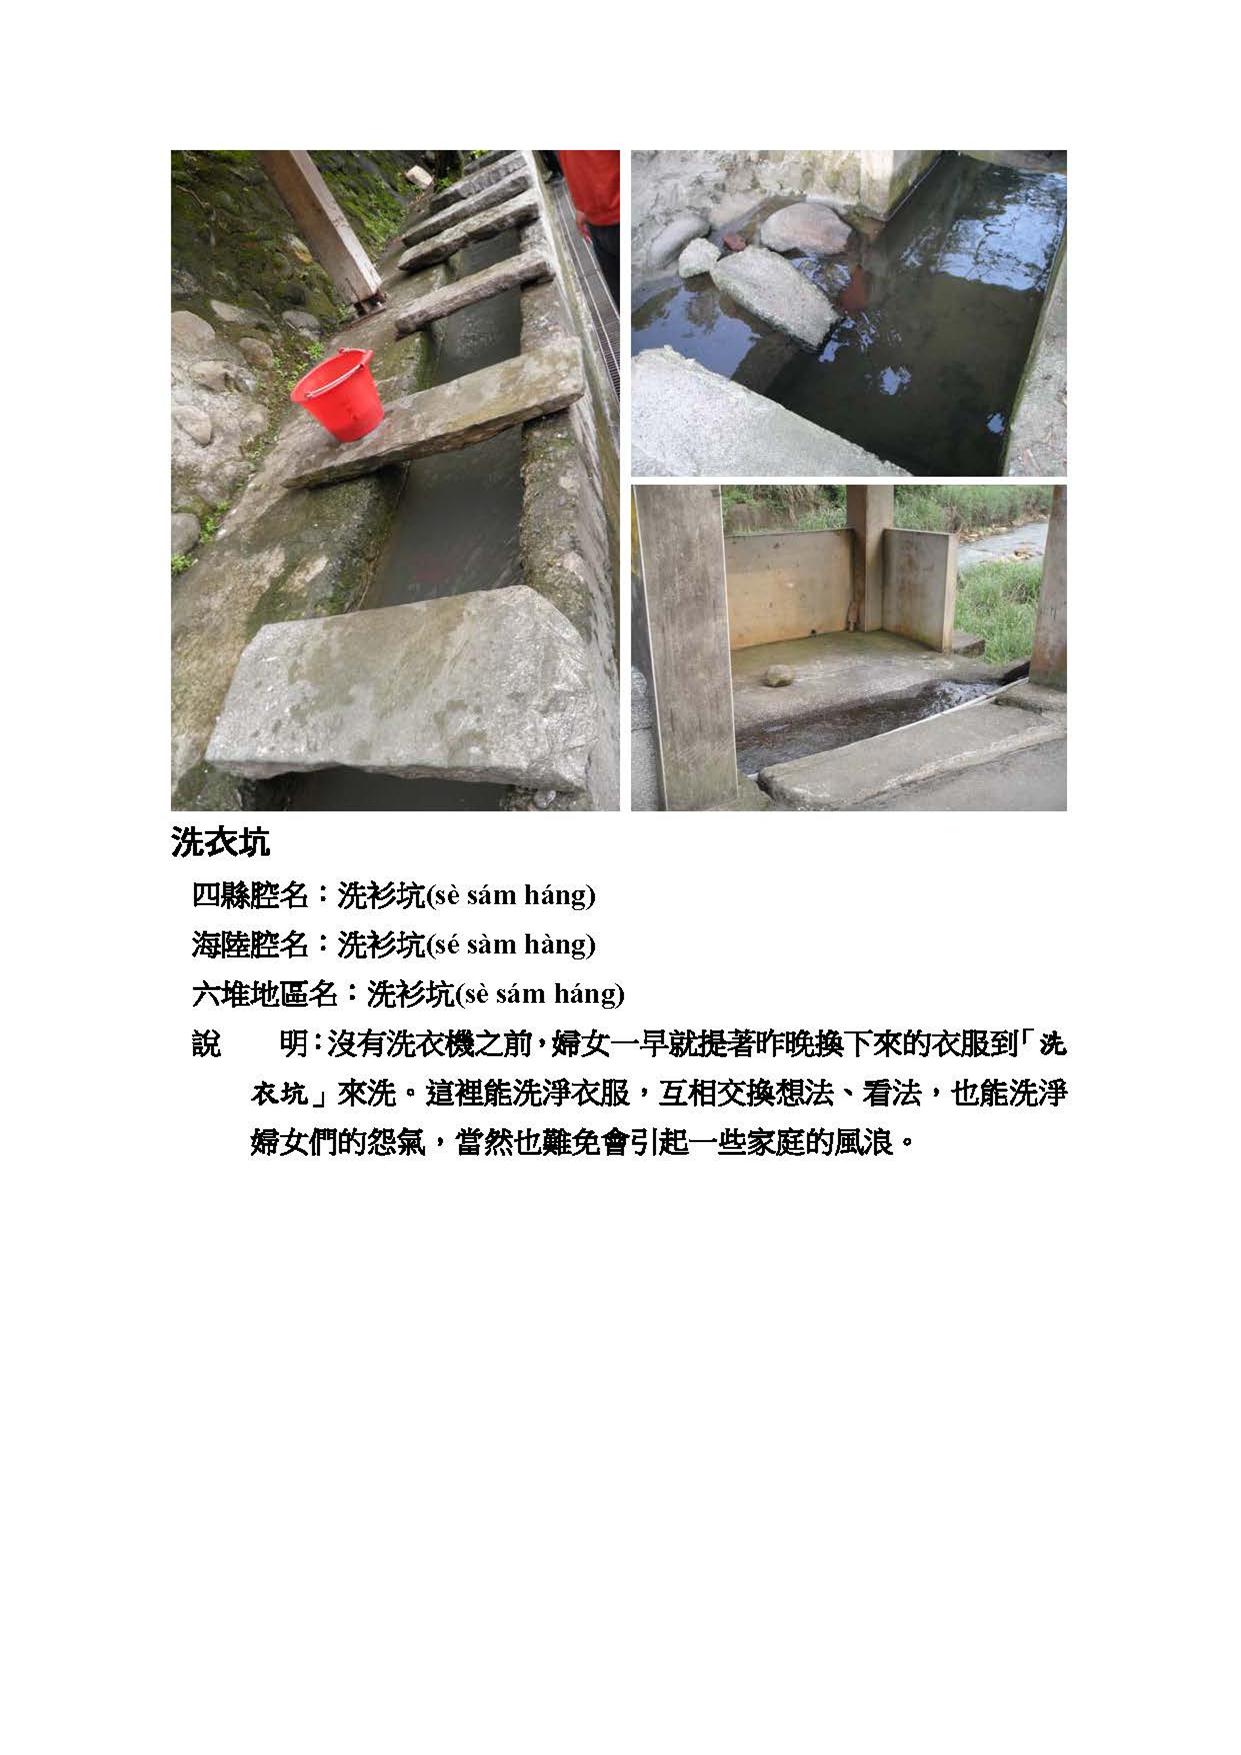 洗衣坑
四縣腔名：洗衫坑(sè sám háng)
海陸腔名：洗衫坑(sé sàm hàng)
六堆地區名：洗衫坑(sè sám háng)
說　　明：沒有洗衣機之前，婦女一早就提著昨晚換下來的衣服到「洗
衣坑」來洗。這裡能洗淨衣服，互相交換想法、看法，也能洗淨
婦女們的怨氣，當然也難免會引起一些家庭的風浪。